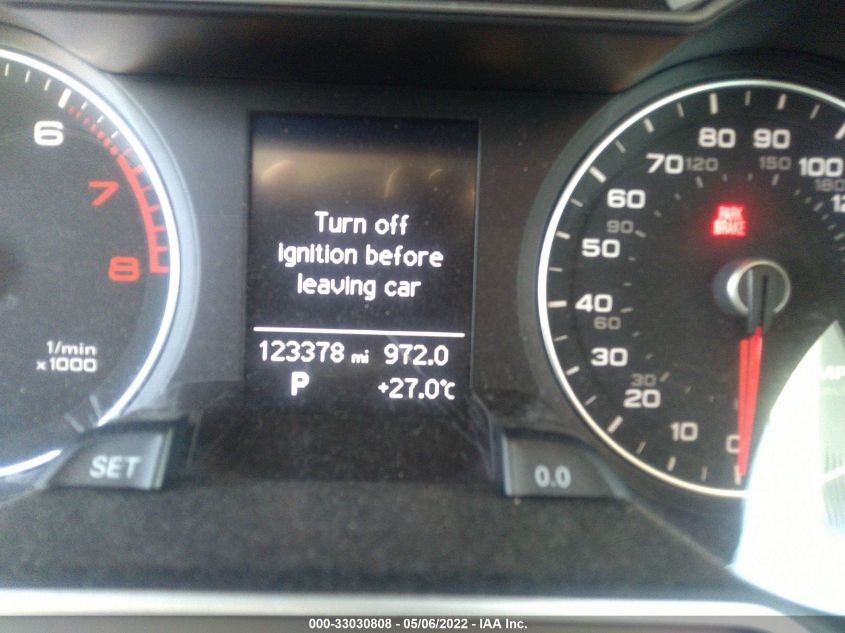 6
7
8
1/min
x1000
Turn off
ignition before
leaving car
123378 mi 972.0
P +27.0°C
SET
0.0
0
10
20
30
30
40
60
50
90
60
70 120
80
90
150
100
180
PARK
BRAKE
000-33030808 - 05/06/2022 - IAA Inc.